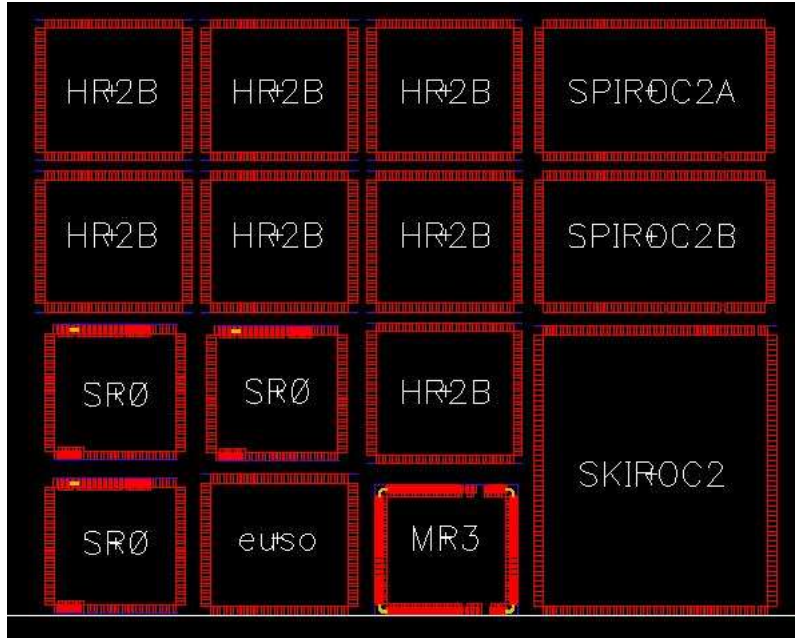 HR2B HR2B HR2B SPIROC2A
HR2B HR2B HR2B SPIROC2B
SR0 SR0 HR2B
SKIROC2
SR0 euso MR3